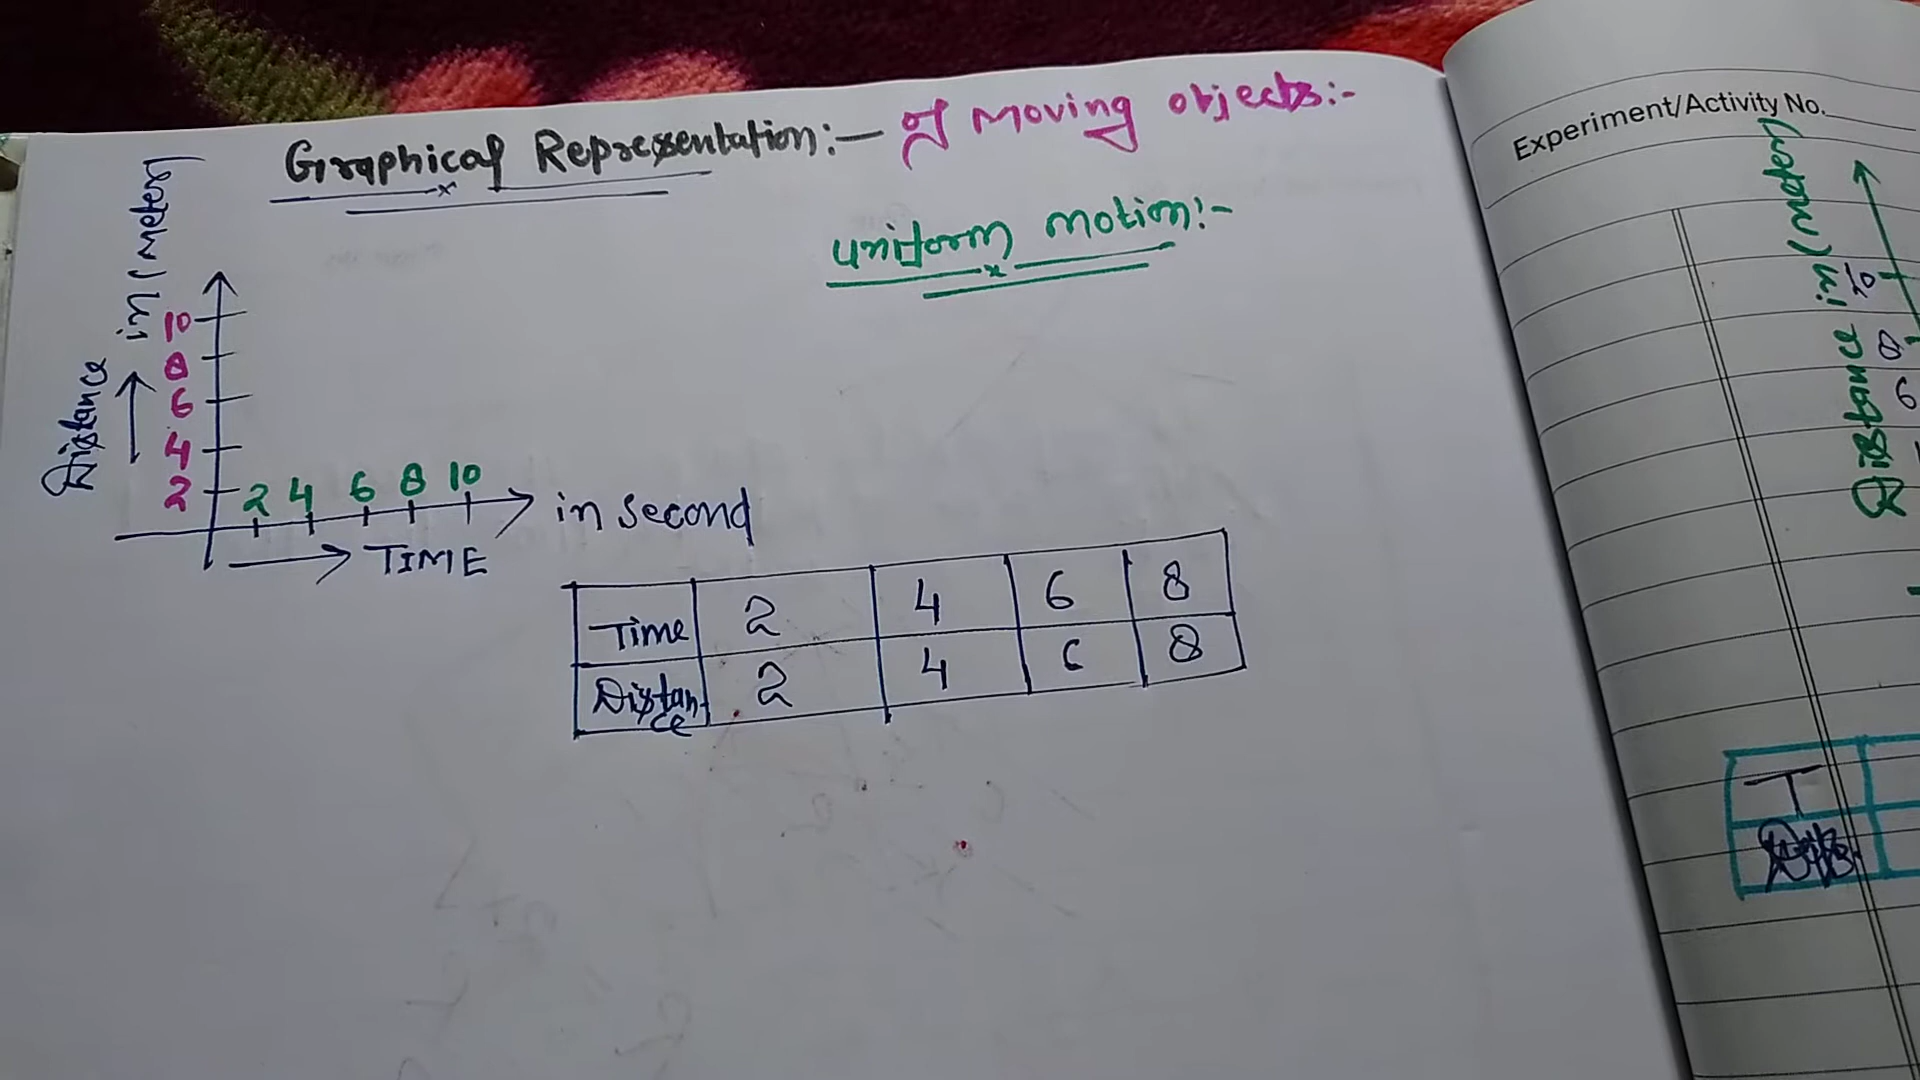 Graphical Representation:- of Moving objects:-
uniform motion:-
Distance in (meter)
10
8
6
4
2
2 4 6 8 10
in second
TIME
Time 2 4 6 8
Distance 2 4 6 8
Experiment/Activity No.
Distance in (meter)
10
8
6
T